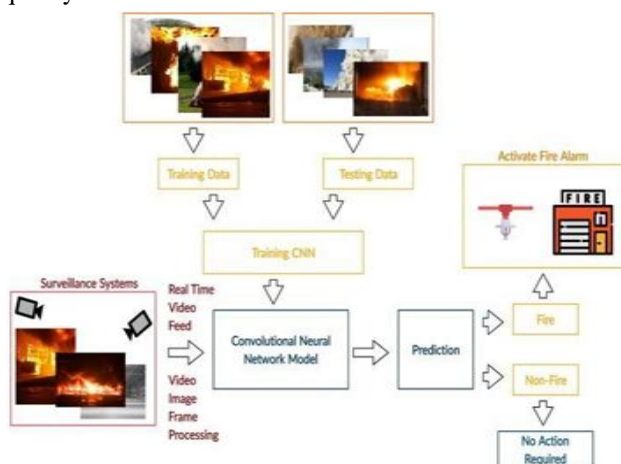 Training Data
Testing Data
Activate Fire Alarm
FIRE
Training CNN
Surveillance Systems
Real Time
Video
Feed
Video
Image
Frame
Processing
Convolutional Neural
Network Model
Prediction
Fire
Non-Fire
No Action
Required